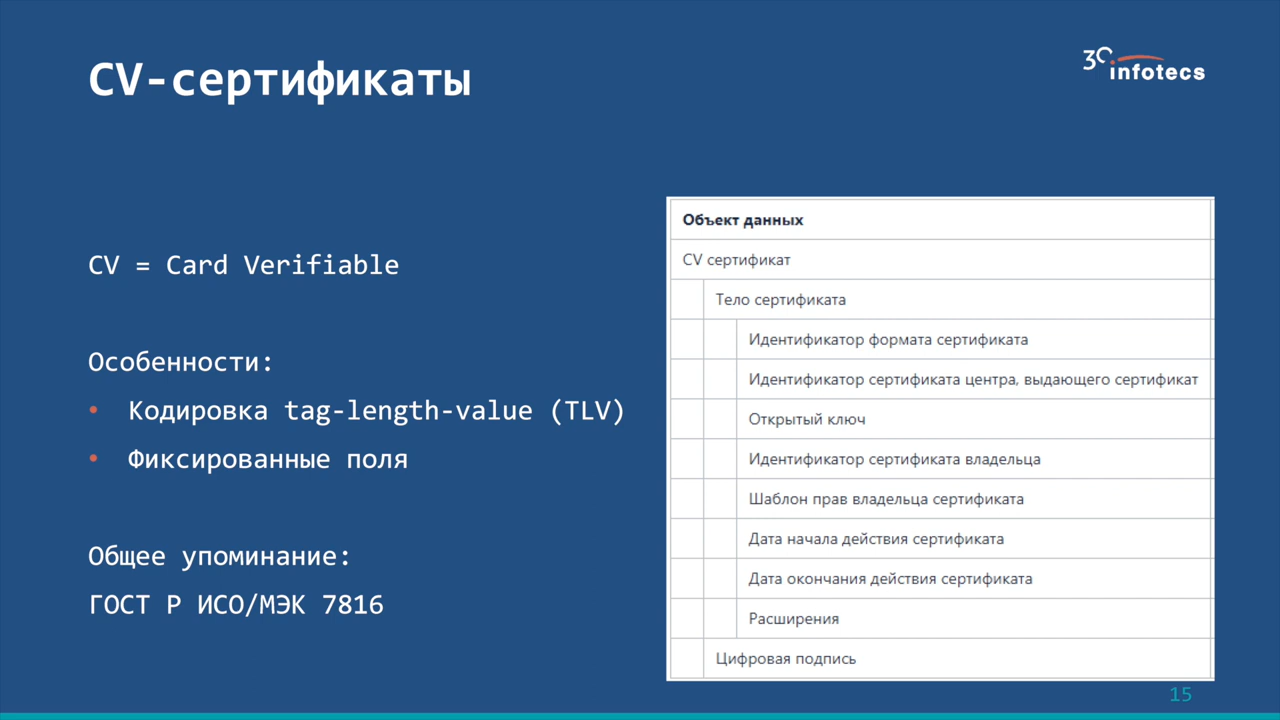 CV-сертификаты
30 infotecs
CV = Card Verifiable
Особенности:
• Кодировка tag-length-value (TLV)
• Фиксированные поля
Общее упоминание:
ГОСТ Р ИСО/МЭК 7816
Объект данных
CV сертификат
Тело сертификата
Идентификатор формата сертификата
Идентификатор сертификата центра, выдающего сертификат
Открытый ключ
Идентификатор сертификата владельца
Шаблон прав владельца сертификата
Дата начала действия сертификата
Дата окончания действия сертификата
Расширения
Цифровая подпись
15